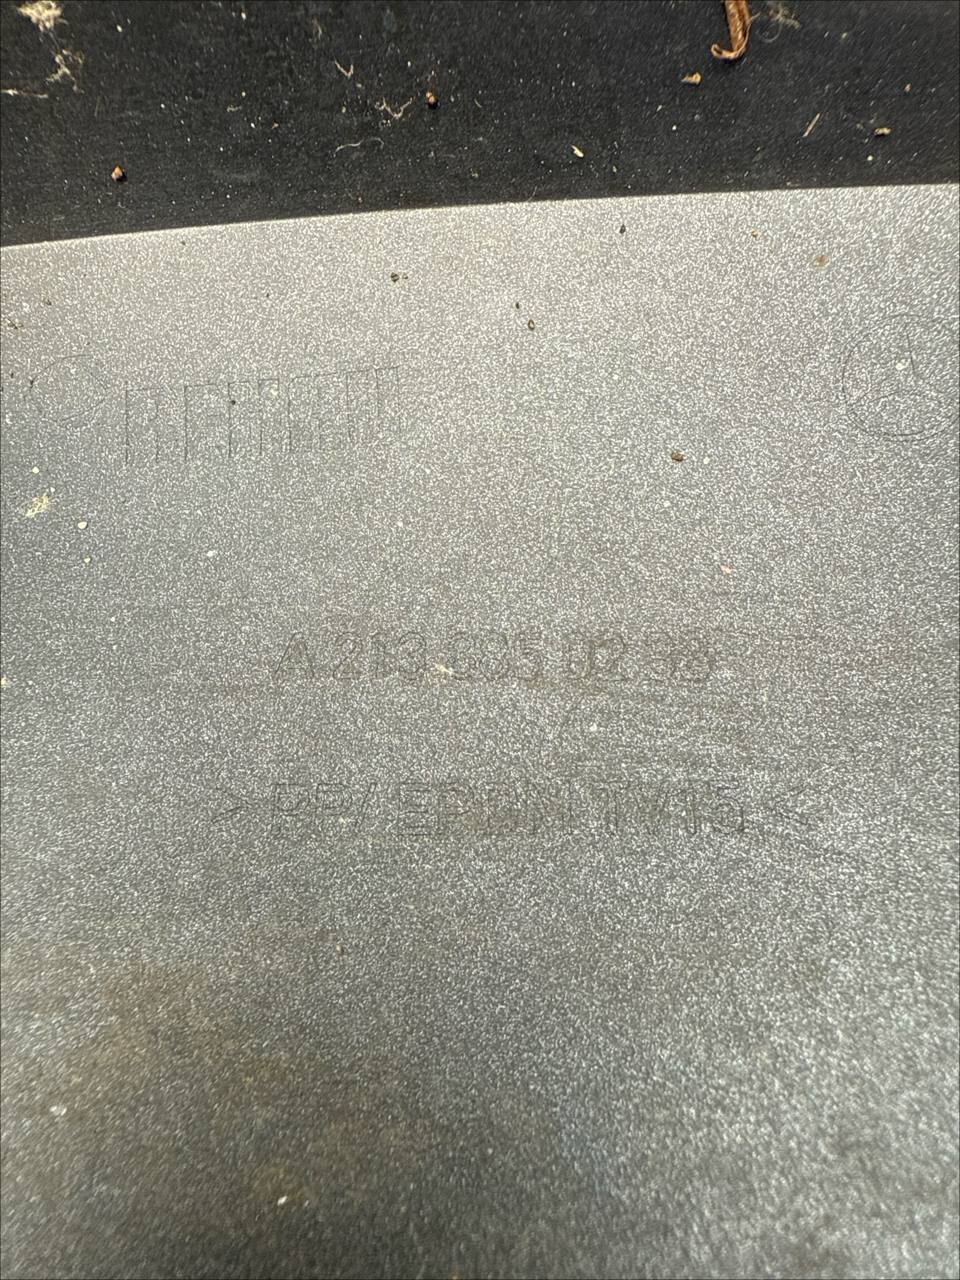 A 213 885 02 38
>PP/ EPDM TV15<